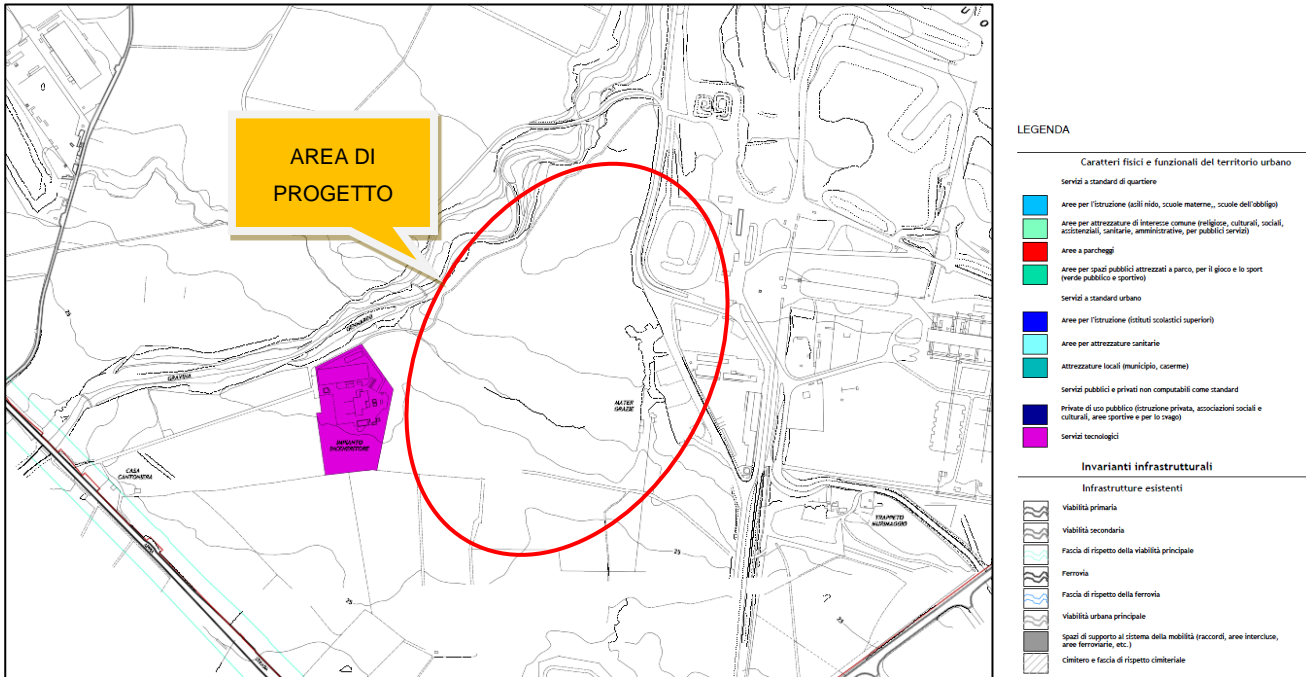 AREA DI
PROGETTO
GRAVINA
GENNARINI
IMPIANTO
INCENERITORE
MATER
GRAZIE
CASA
CANTONIERA
TRAPPETO
MURIMAGGIO
25
25
25
25
LEGENDA
Caratteri fisici e funzionali del territorio urbano
Servizi a standard di quartiere
Aree per l'istruzione (asili nido, scuole materne,, scuole dell'obbligo)
Aree per attrezzature di interesse comune (religiose, culturali, sociali,
assistenziali, sanitarie, amministrative, per pubblici servizi)
Aree a parcheggi
Aree per spazi pubblici attrezzati a parco, per il gioco e lo sport
(verde pubblico e sportivo)
Servizi a standard urbano
Aree per l'istruzione (istituti scolastici superiori)
Aree per attrezzature sanitarie
Attrezzature locali (municipio, caserme)
Servizi pubblici e privati non computabili come standard
Private di uso pubblico (istruzione privata, associazioni sociali e
culturali, aree sportive e per lo svago)
Servizi tecnologici
Invarianti infrastrutturali
Infrastrutture esistenti
Viabilità primaria
Viabilità secondaria
Fascia di rispetto della viabilità principale
Ferrovia
Fascia di rispetto della ferrovia
Viabilità urbana principale
Spazi di supporto al sistema della mobilità (raccordi, aree intercluse,
aree ferroviarie, etc.)
Cimitero e fascia di rispetto cimiteriale